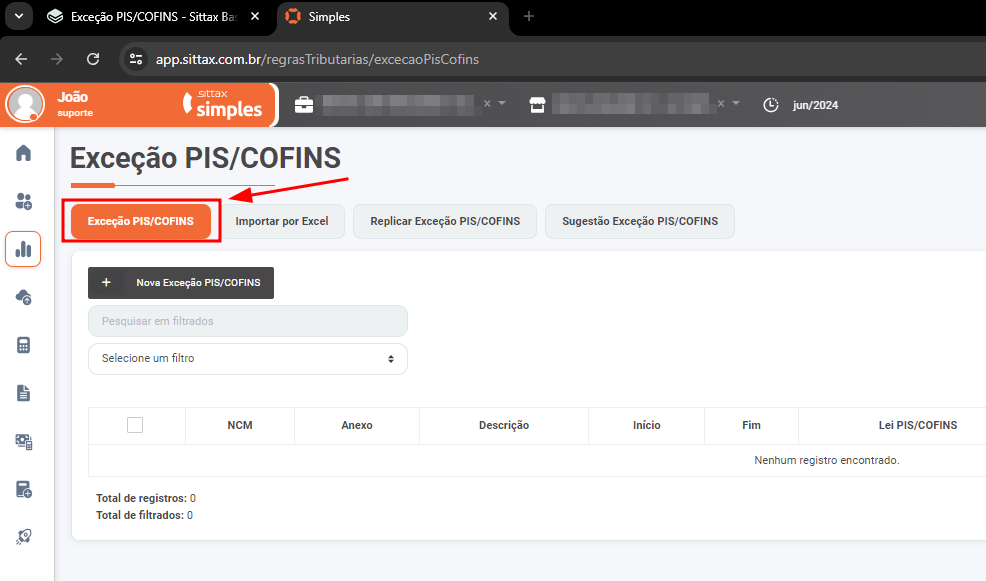 Exceção PIS/COFINS - Sittax Bas
Simples
app.sittax.com.br/regrasTributarias/excecaoPisCofins
João
suporte
sittax
simples
jun/2024
Exceção PIS/COFINS
Exceção PIS/COFINS
Importar por Excel
Replicar Exceção PIS/COFINS
Sugestão Exceção PIS/COFINS
+ Nova Exceção PIS/COFINS
Pesquisar em filtrados
Selecione um filtro
NCM Anexo Descrição Início Fim Lei PIS/COFINS
Nenhum registro encontrado.
Total de registros: 0
Total de filtrados: 0